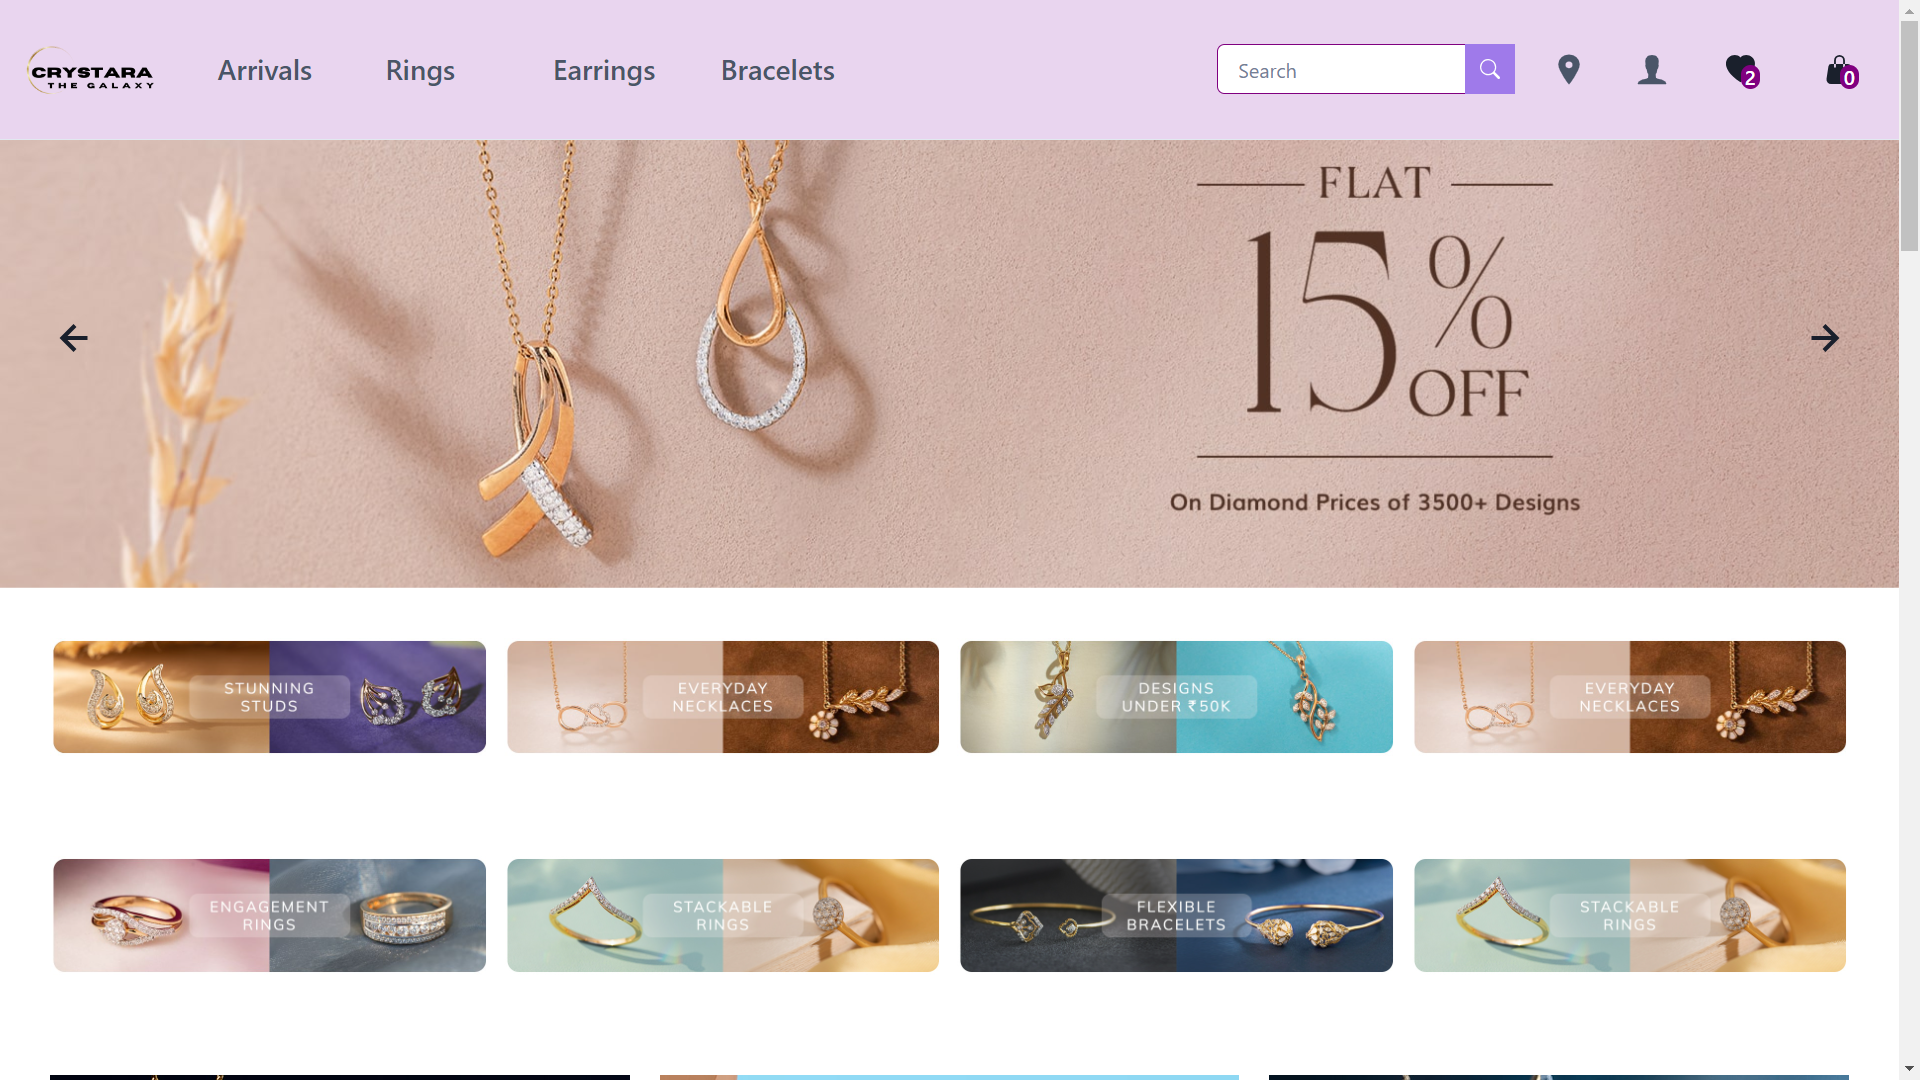 CRYSTARA
THE GALAXY
Arrivals
Rings
Earrings
Bracelets
Search
2
0
FLAT
15%
OFF
On Diamond Prices of 3500+ Designs
STUNNING
STUDS
EVERYDAY
NECKLACES
DESIGNS
UNDER ₹50K
EVERYDAY
NECKLACES
ENGAGEMENT
RINGS
STACKABLE
RINGS
FLEXIBLE
BRACELETS
STACKABLE
RINGS